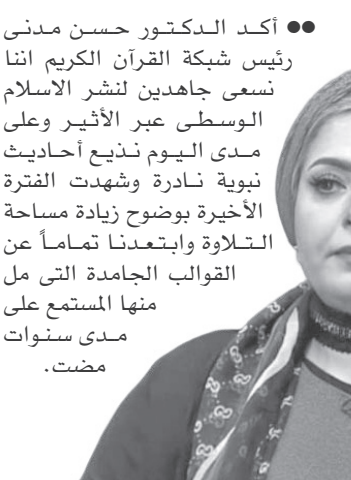 ●● أكد الدكتور حسن مدنى
رئيس شبكة القرآن الكريم اننا
نسعى جاهدين لنشر الاسلام
الوسطى عبر الأثير وعلى
مدى اليوم نذيع أحاديث
نبوية نادرة وشهدت الفترة
الأخيرة بوضوح زيادة مساحة
التلاوة وابتعدنا تماماً عن
القوالب الجامدة التى مل
منها المستمع على
مدى سنوات
مضت.